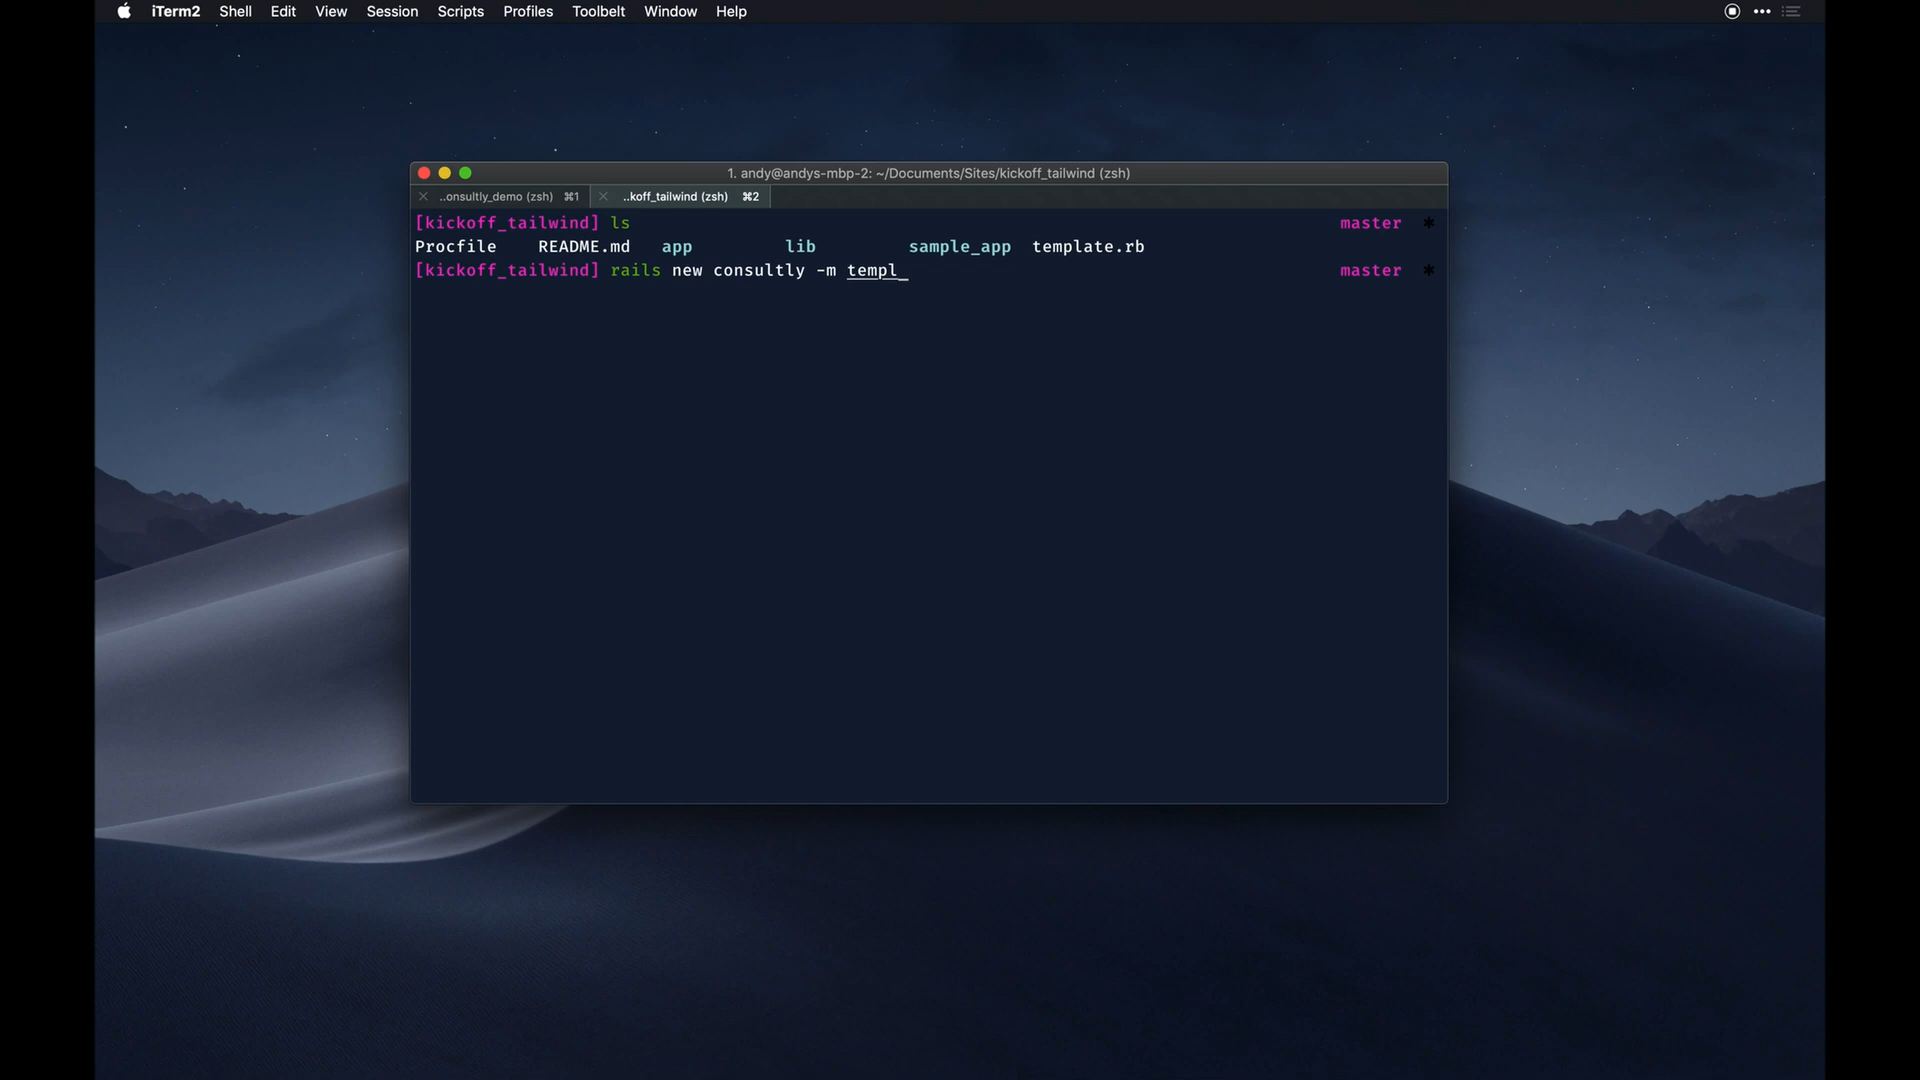 iTerm2 Shell Edit View Session Scripts Profiles Toolbelt Window Help
1. andy@andys-mbp-2: ~/Documents/Sites/kickoff_tailwind (zsh)
..onsultly_demo (zsh) ⌘1 ..koff_tailwind (zsh) ⌘2
[kickoff_tailwind] ls master *
Procfile README.md app lib sample_app template.rb
[kickoff_tailwind] rails new consultly -m templ_ master *